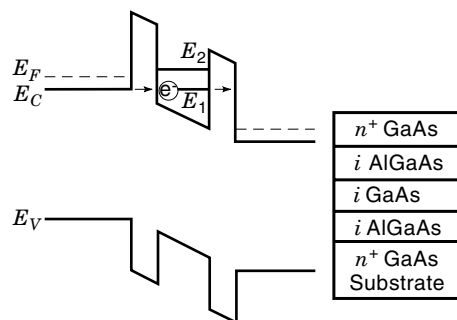 E_2
E_F
E_C
e⁻
E_1
E_V
n⁺ GaAs
i AlGaAs
i GaAs
i AlGaAs
n⁺ GaAs
Substrate